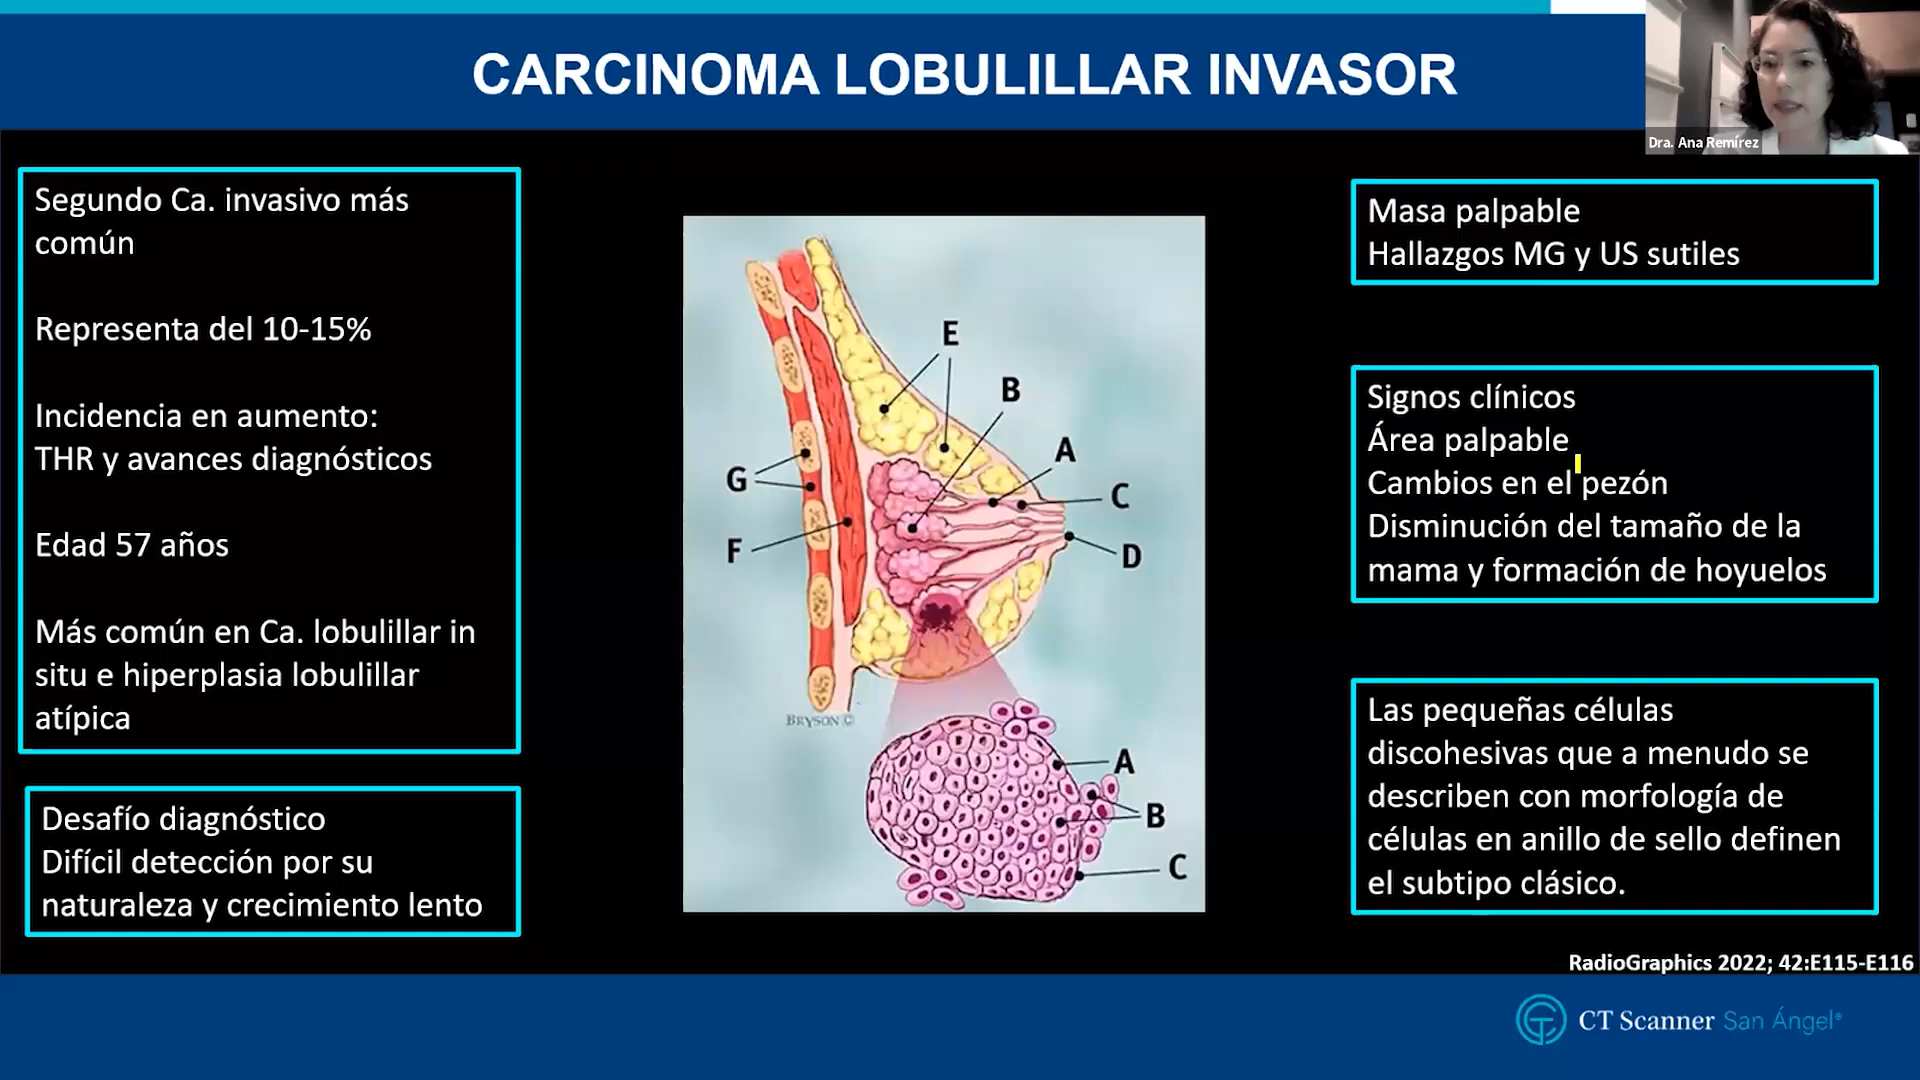 CARCINOMA LOBULILLAR INVASOR
Dra. Ana Remírez
Segundo Ca. invasivo más
común
Representa del 10-15%
Incidencia en aumento:
THR y avances diagnósticos
Edad 57 años
Más común en Ca. lobulillar in
situ e hiperplasia lobulillar
atípica
Desafío diagnóstico
Difícil detección por su
naturaleza y crecimiento lento
E
B
A
G
C
F
D
BRYSON ©
A
B
C
Masa palpable
Hallazgos MG y US sutiles
Signos clínicos
Área palpable
Cambios en el pezón
Disminución del tamaño de la
mama y formación de hoyuelos
Las pequeñas células
discohesivas que a menudo se
describen con morfología de
células en anillo de sello definen
el subtipo clásico.
RadioGraphics 2022; 42:E115-E116
CT Scanner San Ángel®